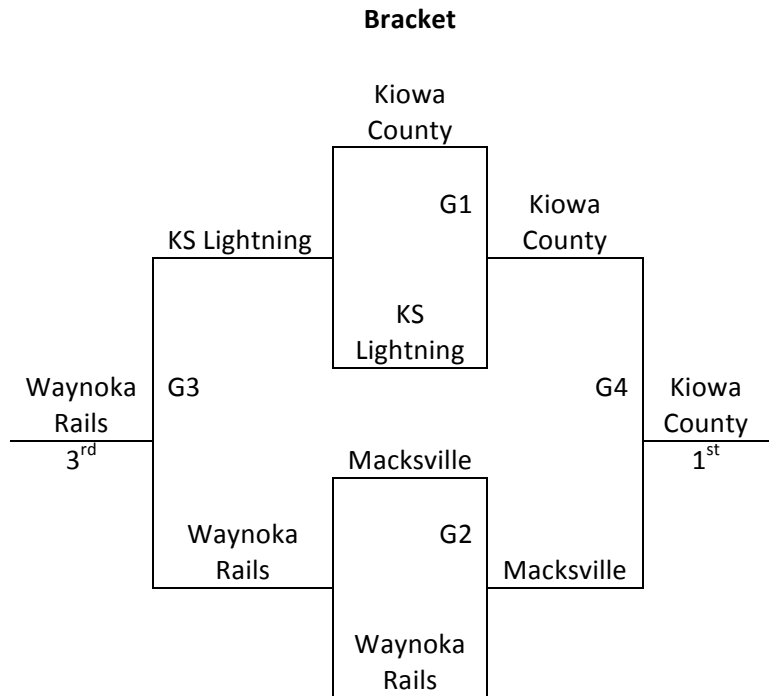 Bracket
Kiowa
County
G1
Kiowa
County
KS Lightning
KS
Lightning
Waynoka
Rails
G3
G4
Kiowa
County
3rd
Macksville
1st
Waynoka
Rails
G2
Macksville
Waynoka
Rails